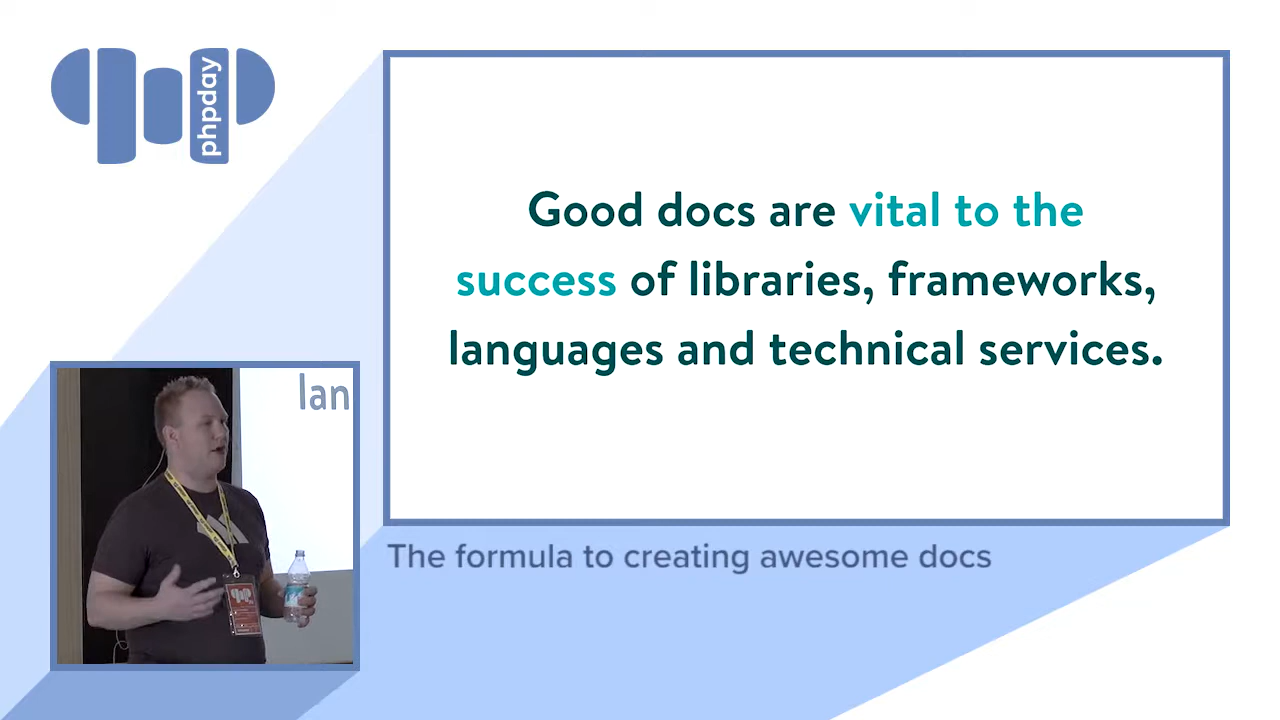 phpday
Good docs are vital to the
success of libraries, frameworks,
languages and technical services.
lan
The formula to creating awesome docs